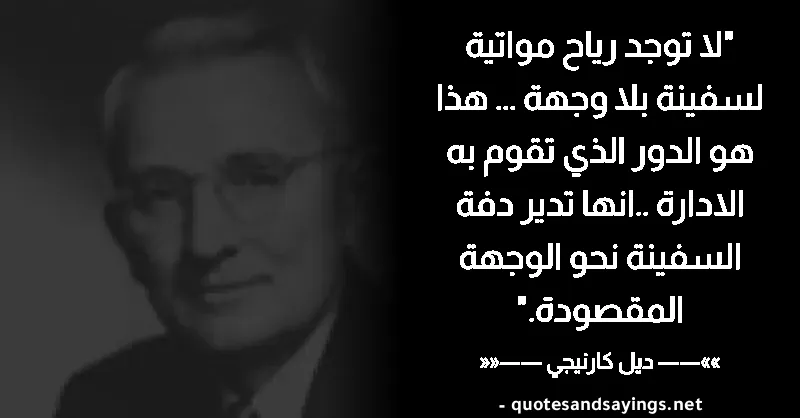 "لا توجد رياح مواتية
لسفينة بلا وجهة ... هذا
هو الدور الذي تقوم به
الادارة ..انها تدير دفة
السفينة نحو الوجهة
المقصودة."
»»—— ديل كارنيجي ——««
- quotesandsayings.net